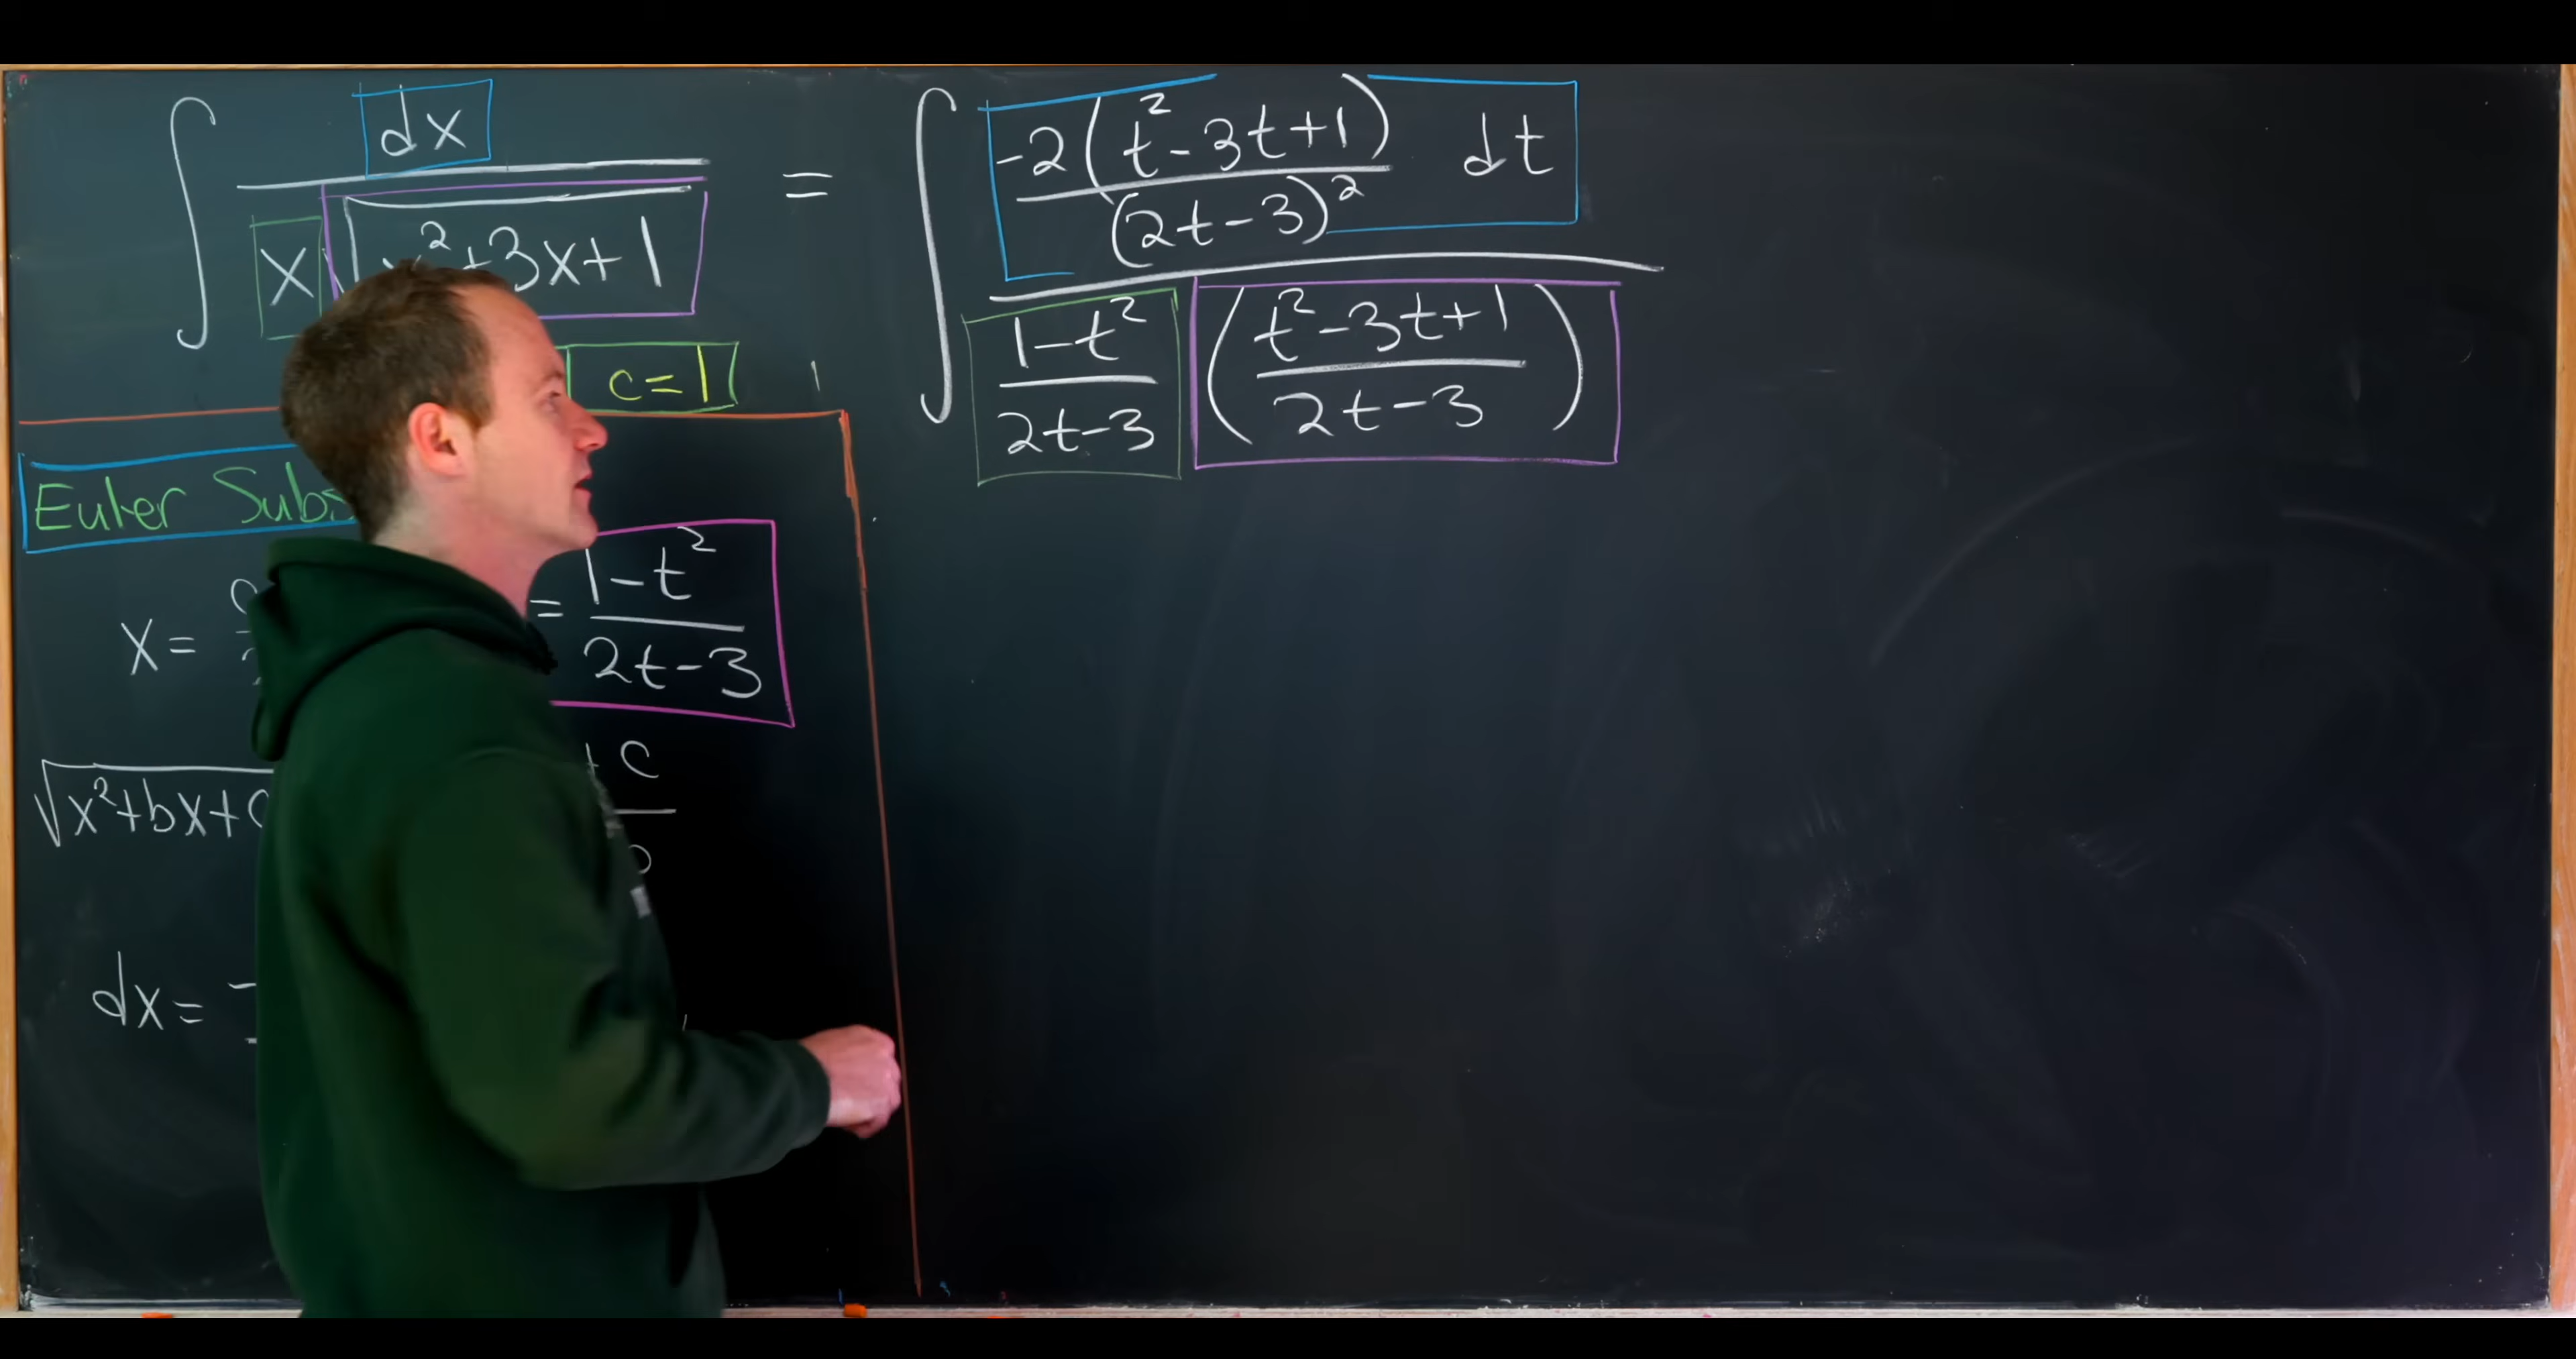 ∫ dx / (x √(x²+3x+1)) = ∫ (-2(t²-3t+1) / (2t-3)² dt) / ((1-t²)/(2t-3) ((t²-3t+1)/(2t-3)))
c=1
Euler
x= = (1-t²)/(2t-3)
√x²+bx+c
+ c
dx= -